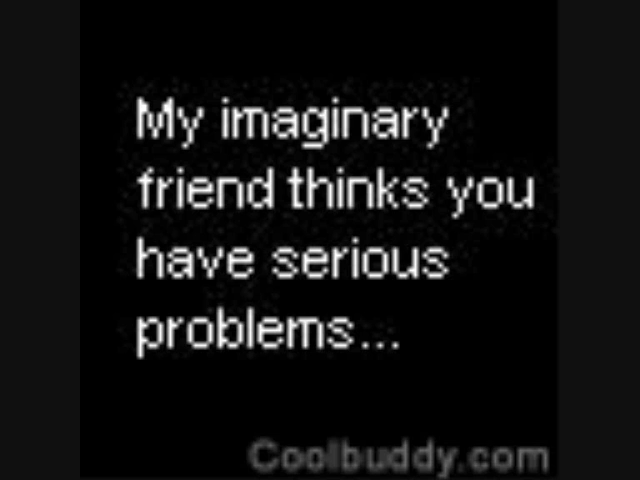 My imaginary
friend thinks you
have serious
problems...
Coolbuddy.com